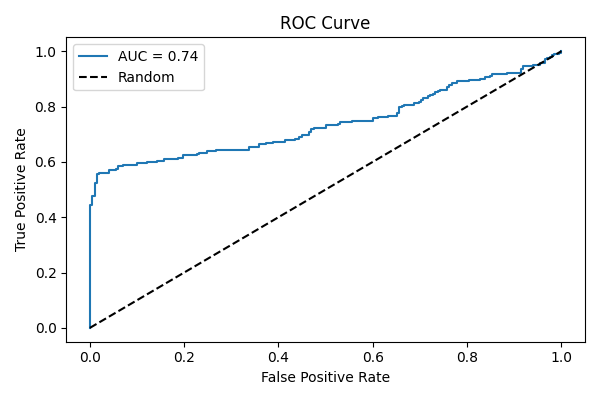 ROC Curve
AUC = 0.74
Random
True Positive Rate
1.0
0.8
0.6
0.4
0.2
0.0
0.0 0.2 0.4 0.6 0.8 1.0
False Positive Rate